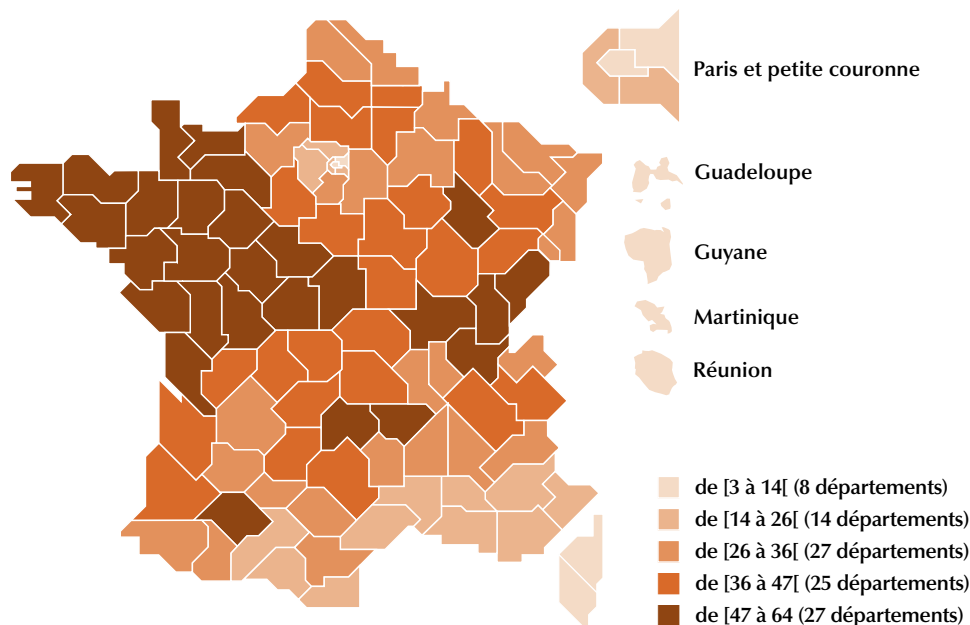 Paris et petite couronne
Guadeloupe
Guyane
Martinique
Réunion
de [3 à 14[ (8 départements)
de [14 à 26[ (14 départements)
de [26 à 36[ (27 départements)
de [36 à 47[ (25 départements)
de [47 à 64 (27 départements)